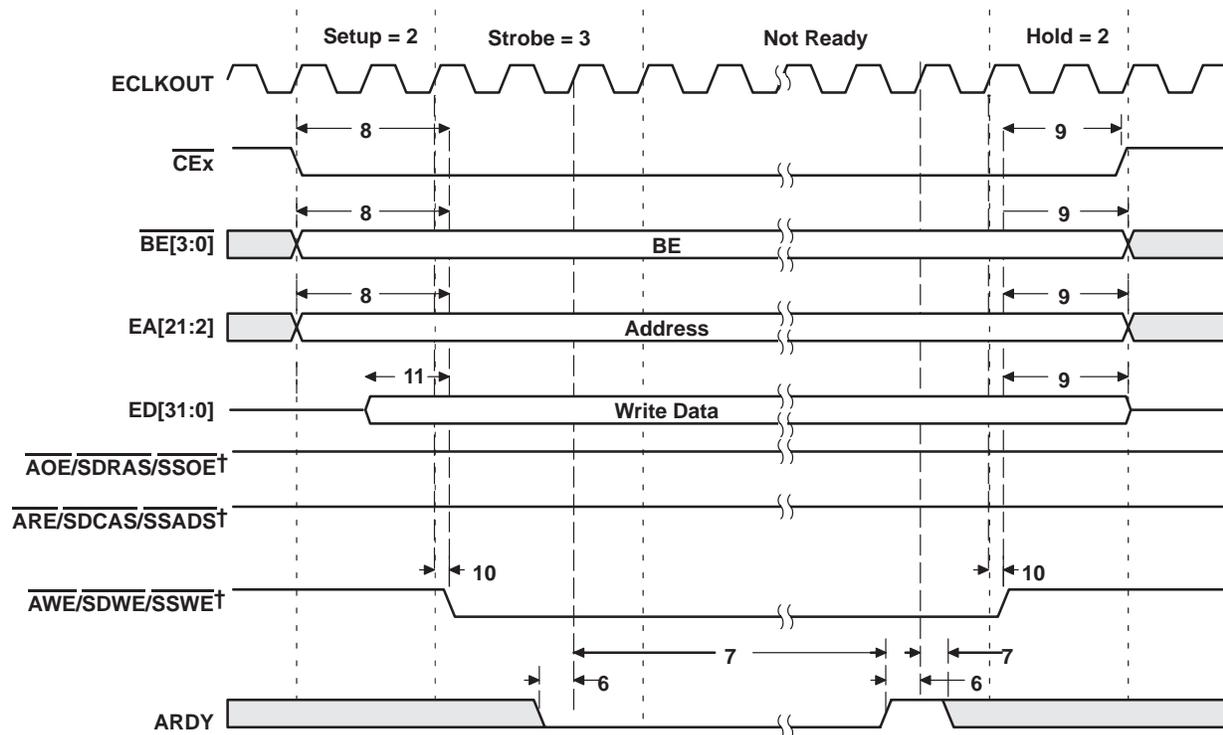 Setup = 2 Strobe = 3 Not Ready Hold = 2
ECLKOUT
8 9
CEx
8 9
BE[3:0] BE
8 9
EA[21:2] Address
11 9
ED[31:0] Write Data
AOE/SDRAS/SSOE†
ARE/SDCAS/SSADS†
10 10
AWE/SDWE/SSWE†
7 7
6 6
ARDY